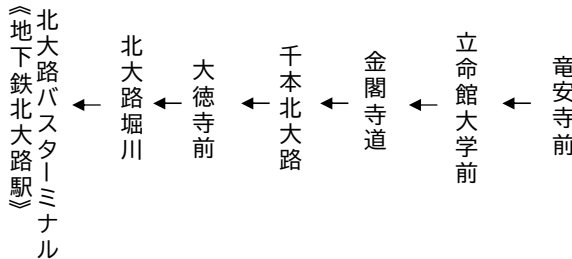 竜安寺前
立命館大学前
金閣寺道
千本北大路
大徳寺前
北大路堀川
北大路バスターミナル
《地下鉄北大路駅》